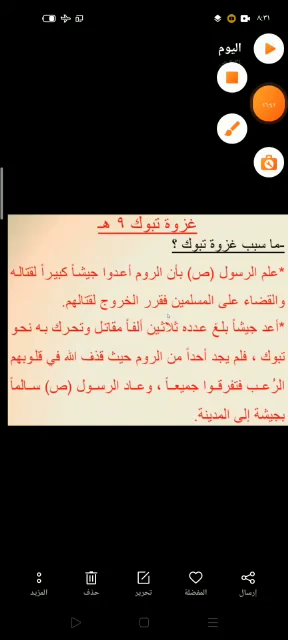 ٨:٣١
اليوم
غزوة تبوك ٩ هـ
-ما سبب غزوة تبوك ؟
*علم الرسول (ص) بأن الروم أعدوا جيشاً كبيراً لقتاله
والقضاء على المسلمين فقرر الخروج لقتالهم.
*أعد جيشاً بلغ عدده ثلاثين ألفاً مقاتل وتحرك به نحو
تبوك ، فلم يجد أحداً من الروم حيث قذف الله في قلوبهم
الرُعب فتفرقوا جميعاً ، وعاد الرسول (ص) سالماً
بجيشة إلى المدينة.
إرسال
المفضلة
تحرير
حذف
المزيد